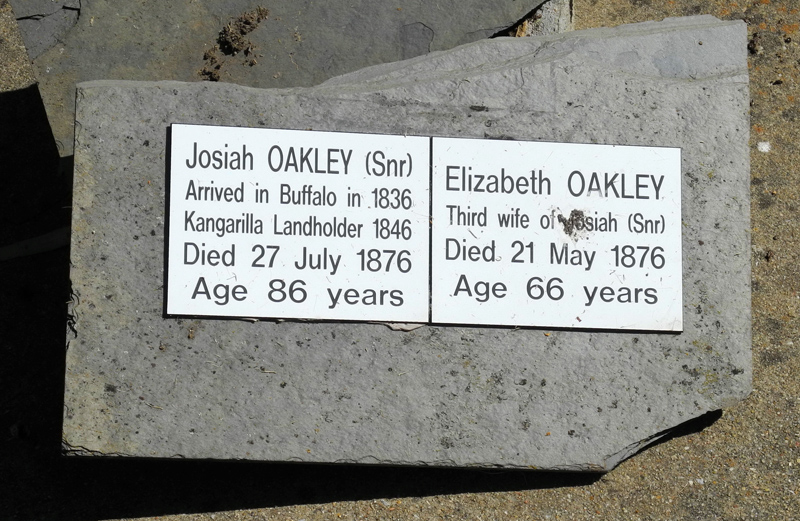 Josiah OAKLEY (Snr)
Arrived in Buffalo in 1836
Kangarilla Landholder 1846
Died 27 July 1876
Age 86 years
Elizabeth OAKLEY
Third wife of Josiah (Snr)
Died 21 May 1876
Age 66 years